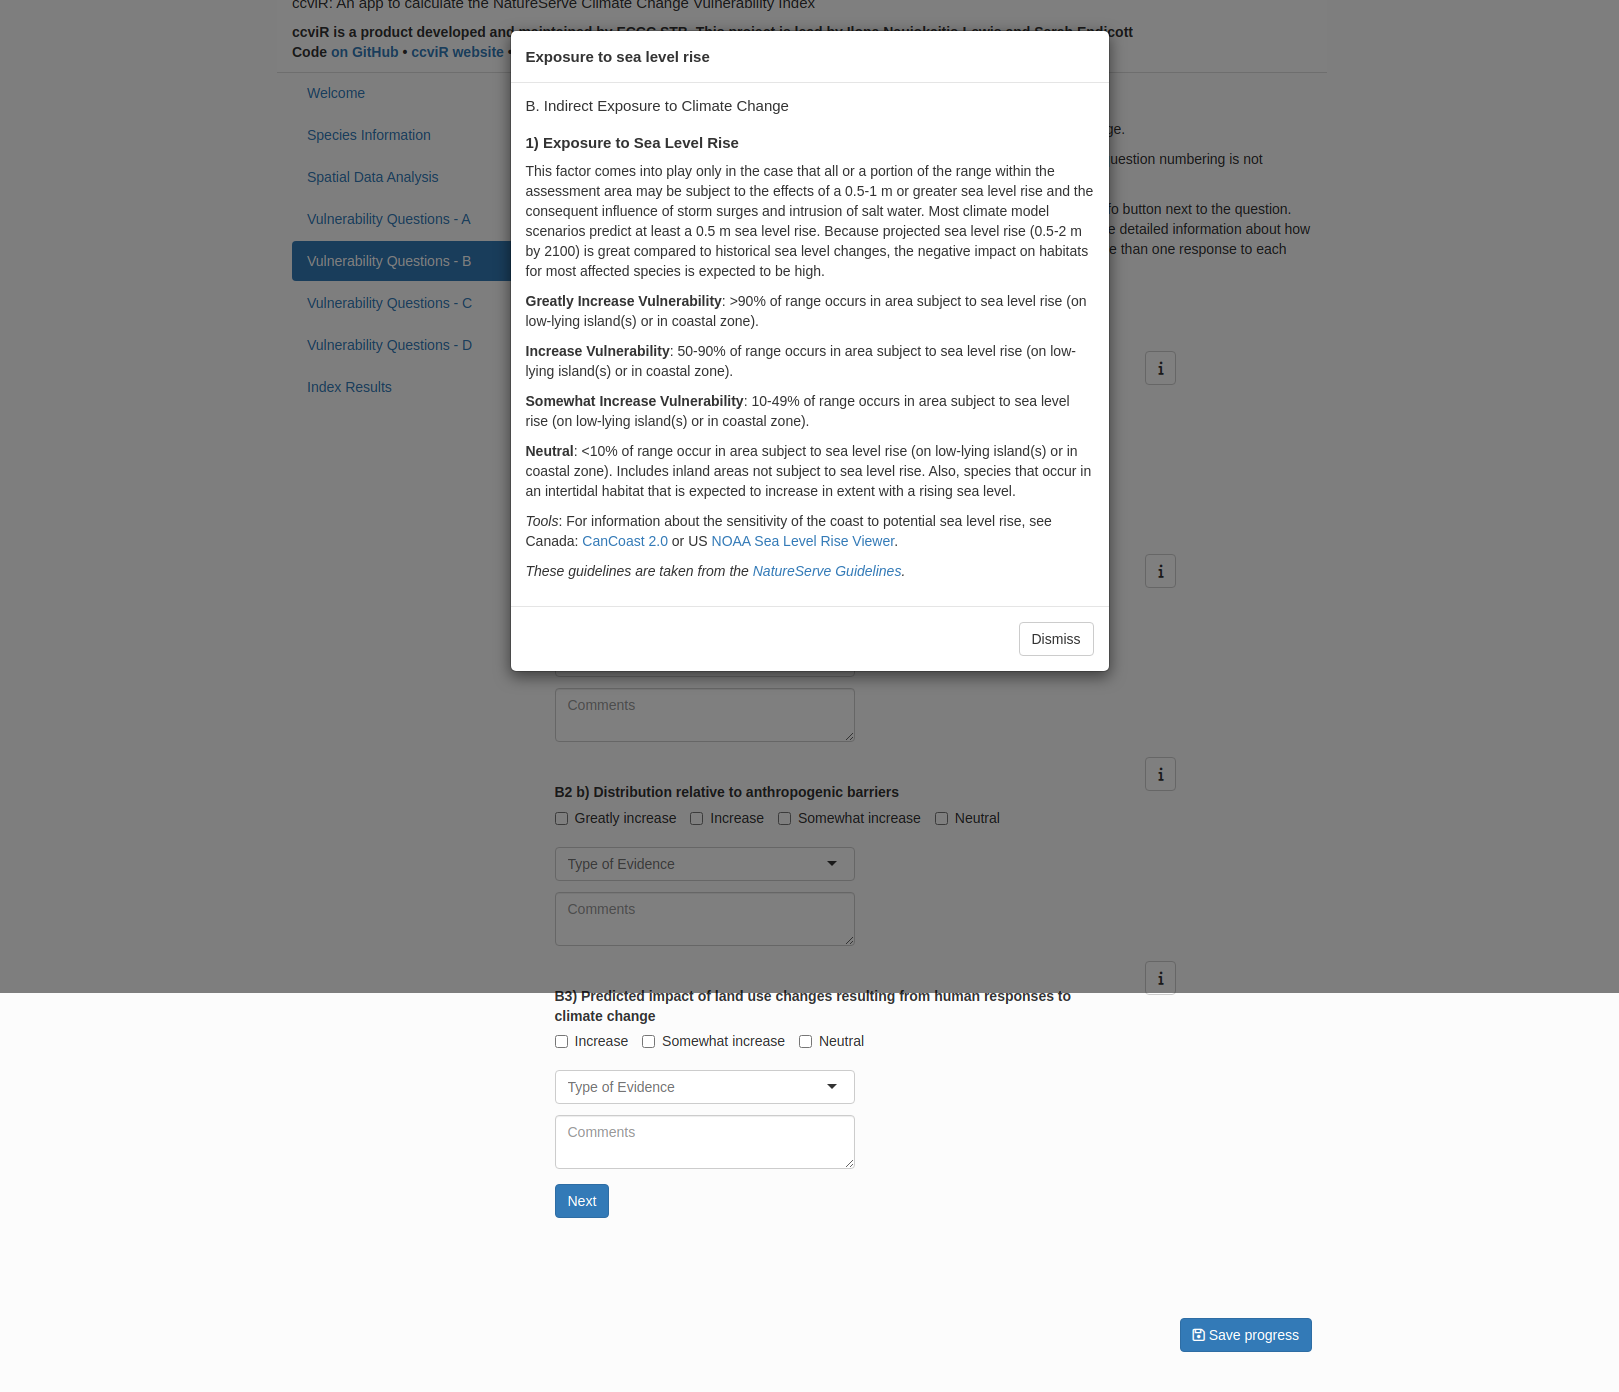 ccviR: An app to calculate the NatureServe Climate Change Vulnerability Index
ccviR is a product developed and
Code on GitHub • ccviR website •
Welcome
Species Information
Spatial Data Analysis
Vulnerability Questions - A
Vulnerability Questions - B
Vulnerability Questions - C
Vulnerability Questions - D
Index Results
Exposure to sea level rise
B. Indirect Exposure to Climate Change
1) Exposure to Sea Level Rise
This factor comes into play only in the case that all or a portion of the range within the
assessment area may be subject to the effects of a 0.5-1 m or greater sea level rise and the
consequent influence of storm surges and intrusion of salt water. Most climate model
scenarios predict at least a 0.5 m sea level rise. Because projected sea level rise (0.5-2 m
by 2100) is great compared to historical sea level changes, the negative impact on habitats
for most affected species is expected to be high.
Greatly Increase Vulnerability: >90% of range occurs in area subject to sea level rise (on
low-lying island(s) or in coastal zone).
Increase Vulnerability: 50-90% of range occurs in area subject to sea level rise (on low-
lying island(s) or in coastal zone).
Somewhat Increase Vulnerability: 10-49% of range occurs in area subject to sea level
rise (on low-lying island(s) or in coastal zone).
Neutral: <10% of range occur in area subject to sea level rise (on low-lying island(s) or in
coastal zone). Includes inland areas not subject to sea level rise. Also, species that occur in
an intertidal habitat that is expected to increase in extent with a rising sea level.
Tools: For information about the sensitivity of the coast to potential sea level rise, see
Canada: CanCoast 2.0 or US NOAA Sea Level Rise Viewer.
These guidelines are taken from the NatureServe Guidelines.
Dismiss
question numbering is not
button next to the question.
detailed information about how
than one response to each
i
i
Comments
i
B2 b) Distribution relative to anthropogenic barriers
Greatly increase Increase Somewhat increase Neutral
Type of Evidence
Comments
i
B3) Predicted impact of land use changes resulting from human responses to
climate change
Increase Somewhat increase Neutral
Type of Evidence
Comments
Next
Save progress